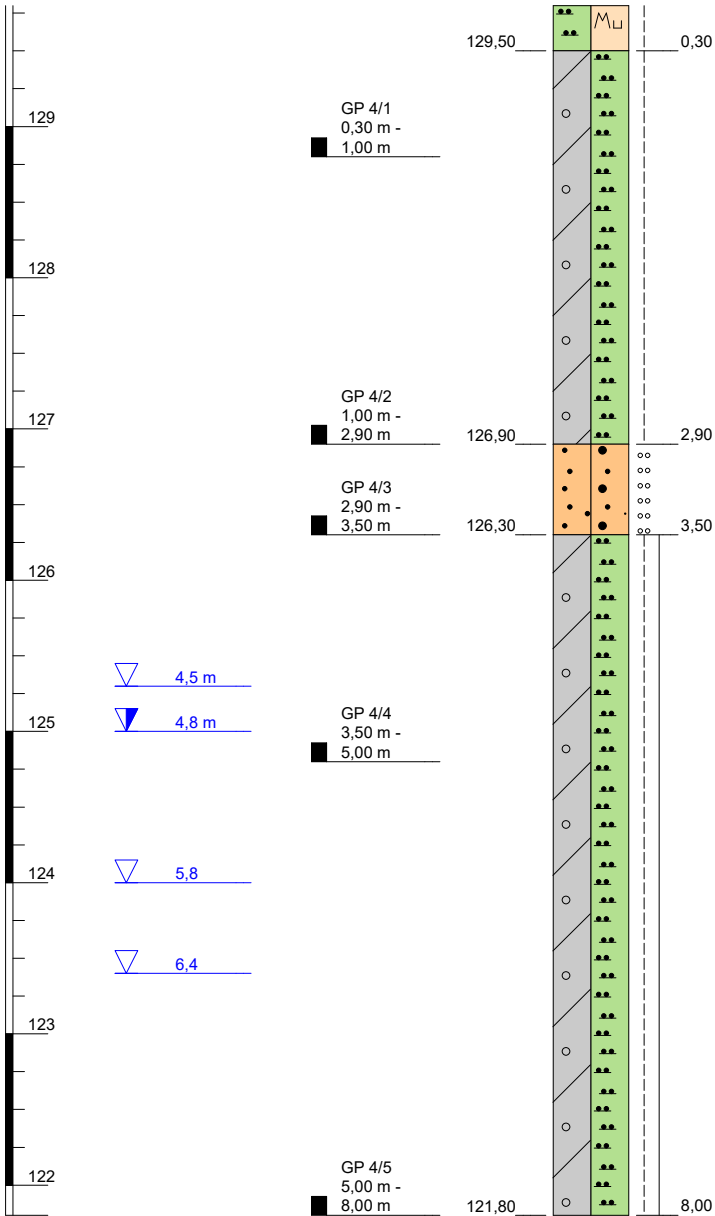 Mu
129,50
0,30
129
GP 4/1
0,30 m -
1,00 m
128
127
GP 4/2
1,00 m -
2,90 m
126,90
2,90
GP 4/3
2,90 m -
3,50 m
126,30
3,50
126
4,5 m
125
4,8 m
GP 4/4
3,50 m -
5,00 m
124
5,8
6,4
123
122
GP 4/5
5,00 m -
8,00 m
121,80
8,00